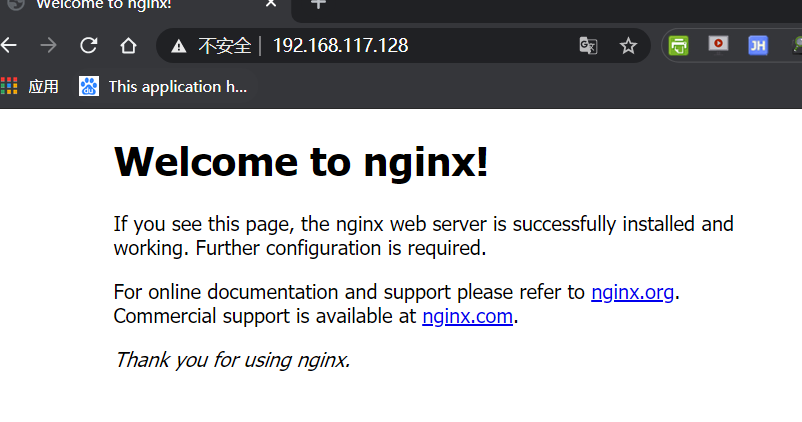 Welcome to nginx!
不安全 192.168.117.128
JH
应用 du This application h...
Welcome to nginx!
If you see this page, the nginx web server is successfully installed and
working. Further configuration is required.
For online documentation and support please refer to nginx.org.
Commercial support is available at nginx.com.
Thank you for using nginx.